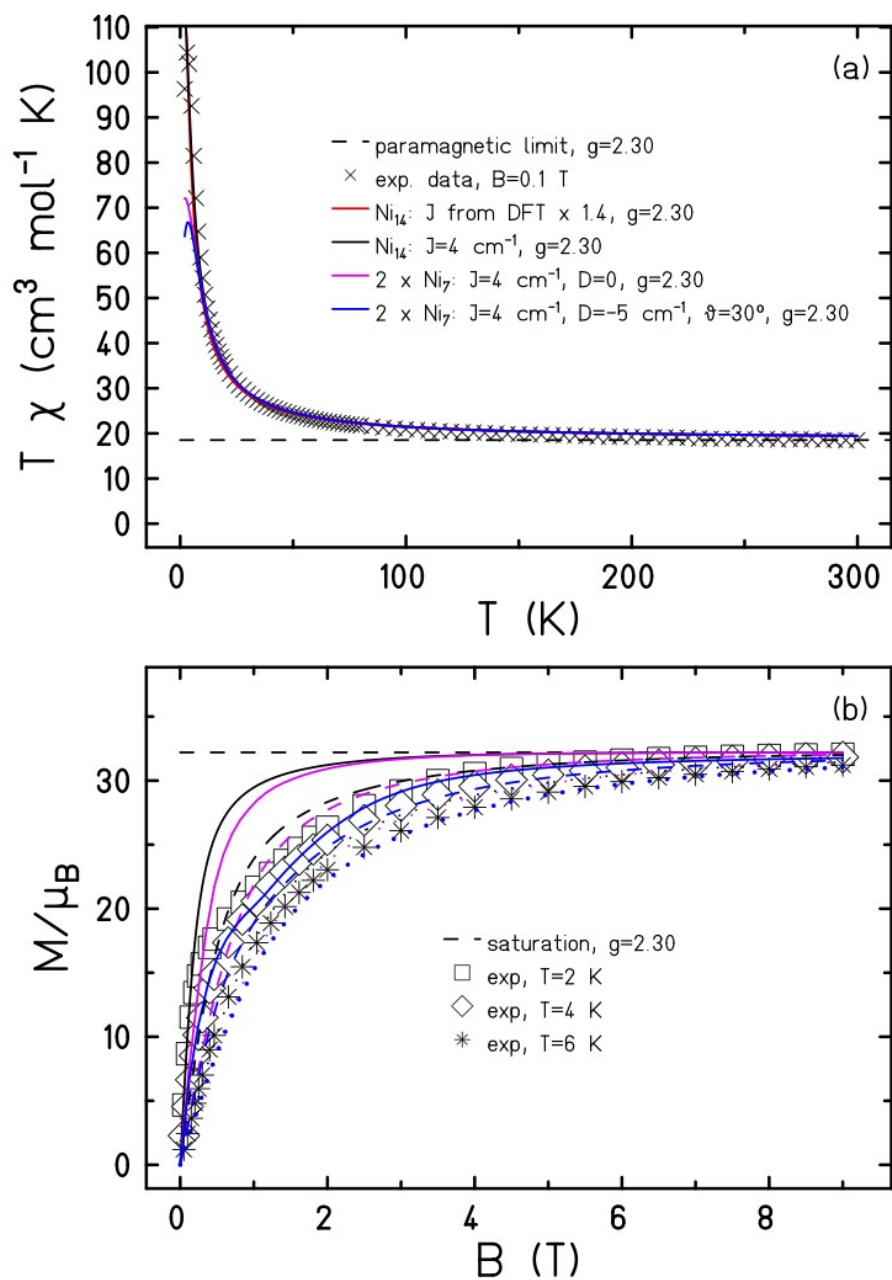 110
100
90
80
70
60
50
40
30
20
10
0
T χ (cm³ mol⁻¹ K)
(a)
paramagnetic limit, g=2.30
exp. data, B=0.1 T
Ni₁₄: J from DFT x 1.4, g=2.30
Ni₁₄: J=4 cm⁻¹, g=2.30
2 x Ni₇: J=4 cm⁻¹, D=0, g=2.30
2 x Ni₇: J=4 cm⁻¹, D=-5 cm⁻¹, ϑ=30°, g=2.30
0 100 200 300
T (K)
30
20
10
0
M/μ_B
(b)
saturation, g=2.30
exp, T=2 K
exp, T=4 K
exp, T=6 K
0 2 4 6 8
B (T)